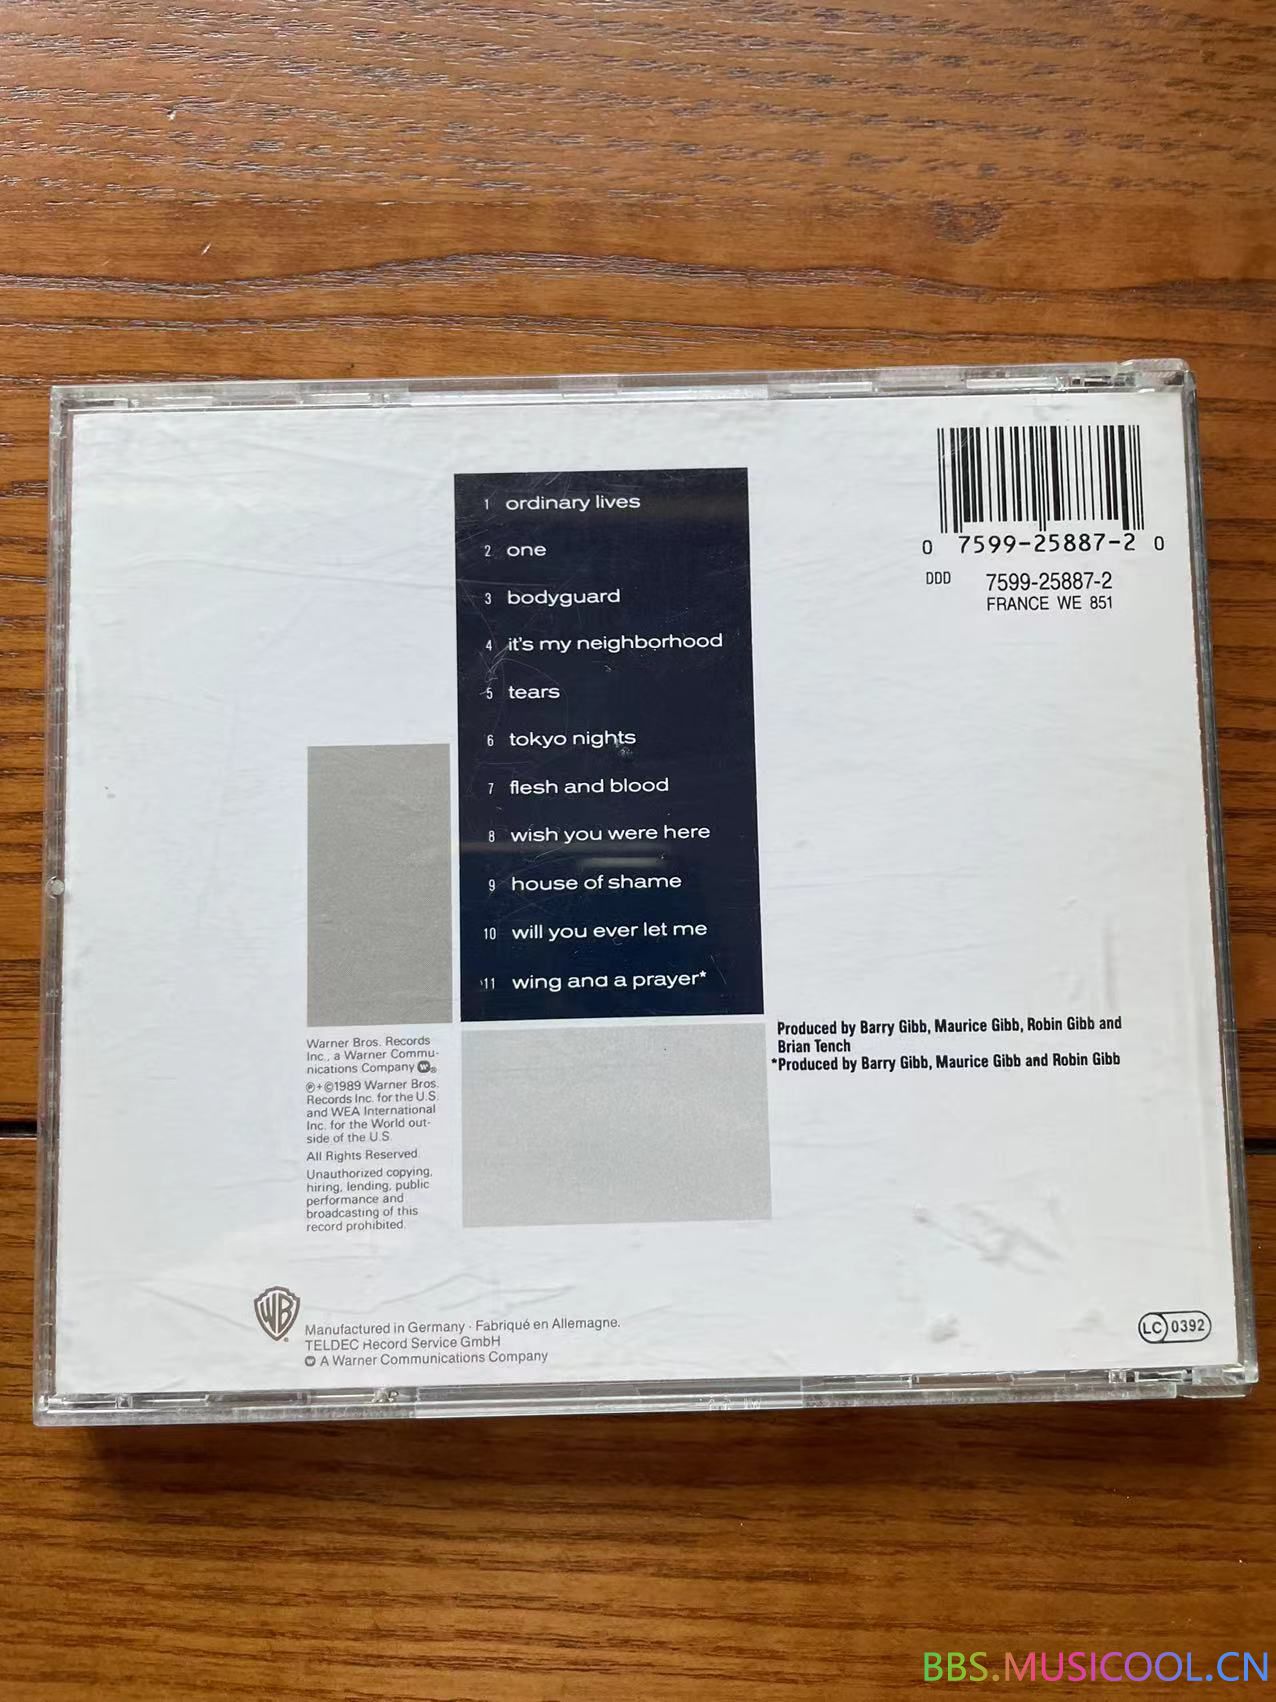 1 ordinary lives
2 one
3 bodyguard
4 it's my neighborhood
5 tears
6 tokyo nights
7 flesh and blood
8 wish you were here
9 house of shame
10 will you ever let me
11 wing and a prayer*
0 7599-25887-2 0
DDD 7599-25887-2
FRANCE WE 851
Produced by Barry Gibb, Maurice Gibb, Robin Gibb and
Brian Tench
*Produced by Barry Gibb, Maurice Gibb and Robin Gibb
Warner Bros. Records
Inc., a Warner Commu-
nications Company W®
℗+©1989 Warner Bros.
Records Inc. for the U.S.
and WEA International
Inc. for the World out-
side of the U.S.
All Rights Reserved.
Unauthorized copying,
hiring, lending, public
performance and
broadcasting of this
record prohibited.
WB
Manufactured in Germany · Fabriqué en Allemagne.
TELDEC Record Service GmbH
W A Warner Communications Company
LC 0392
BBS.MUSICOOL.CN